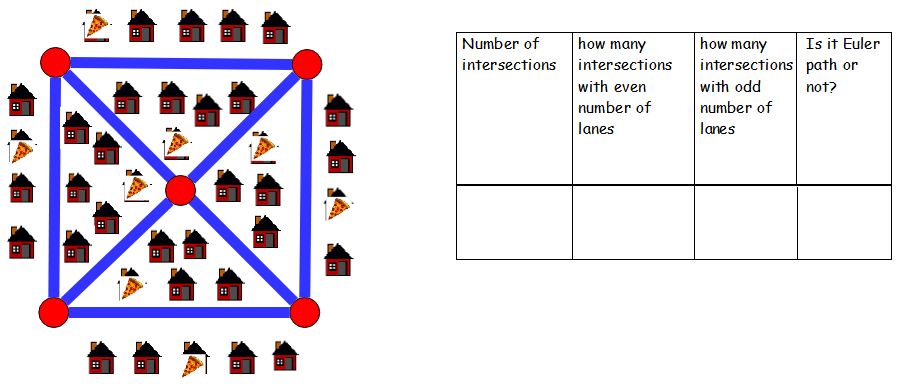 Number of
intersections
how many
intersections
with even
number of
lanes
how many
intersections
with odd
number of
lanes
Is it Euler
path or
not?